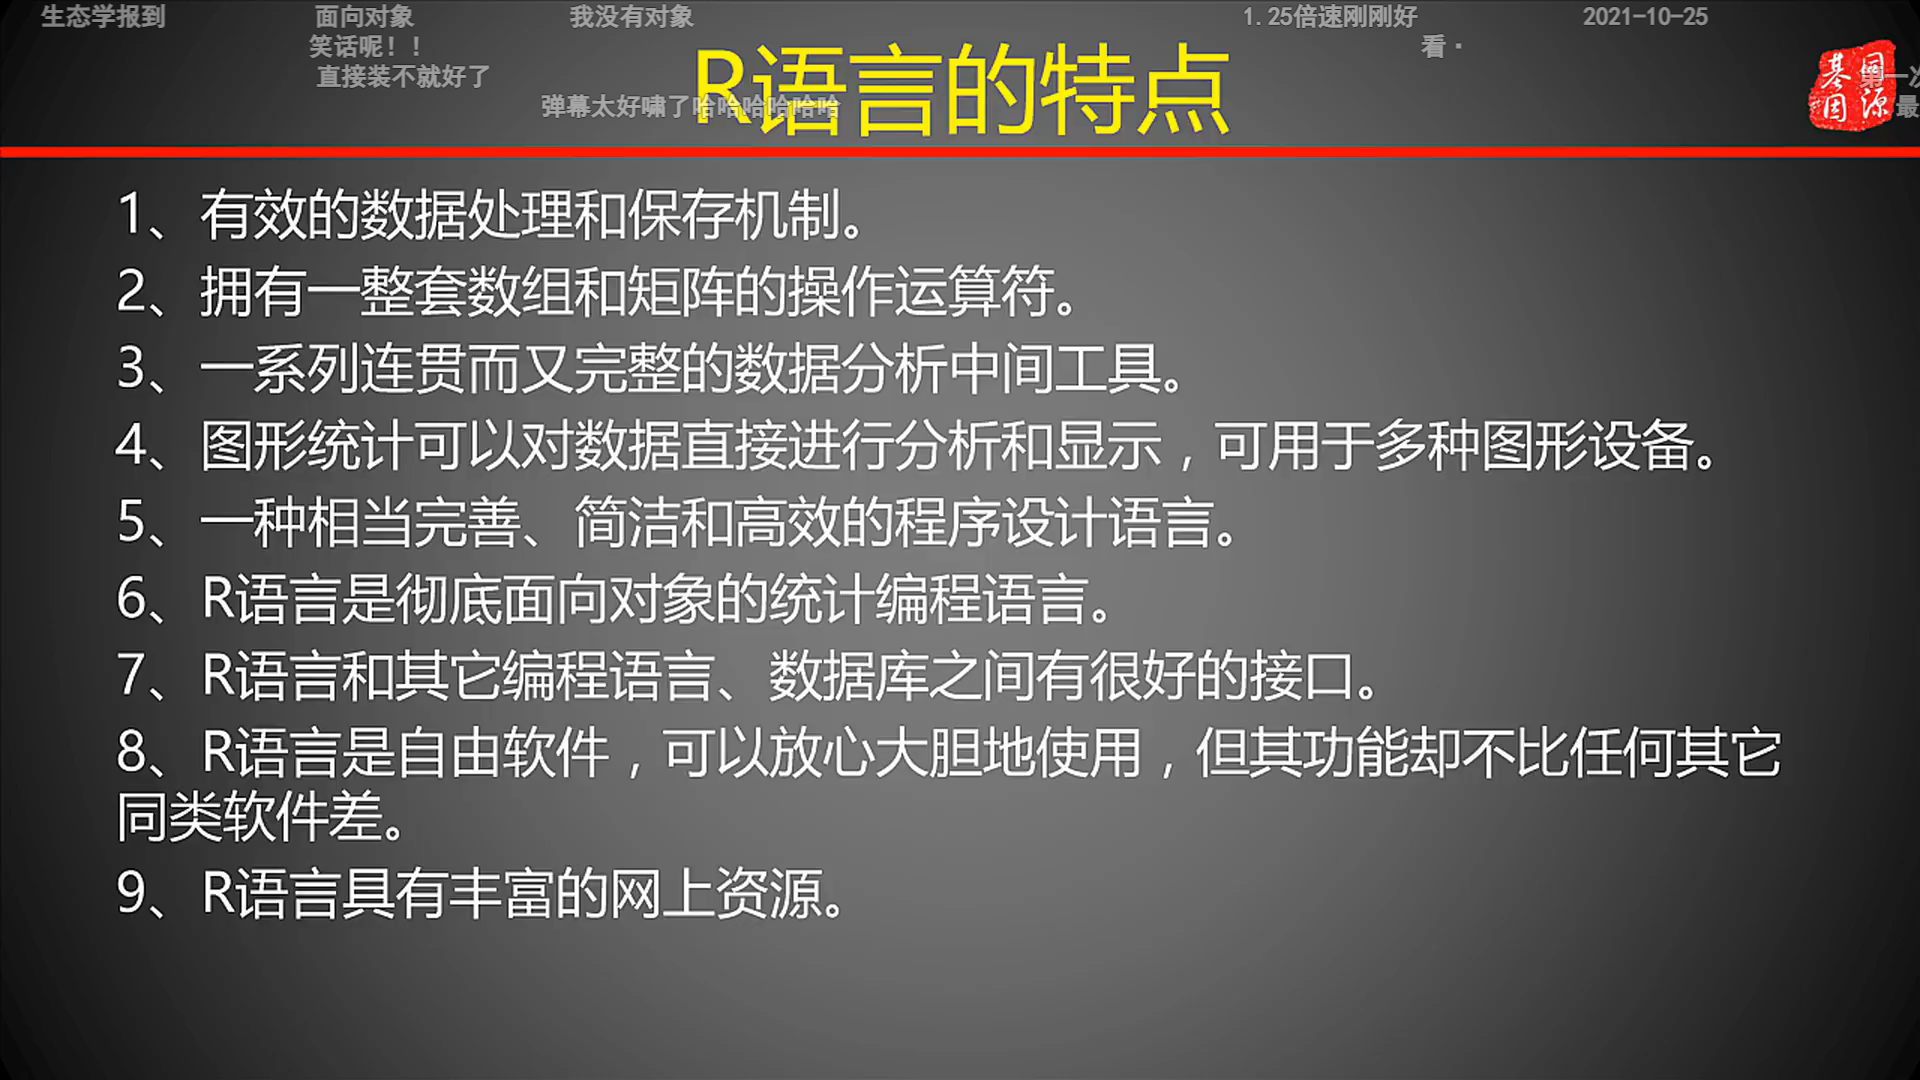 生态学报到 面向对象 我没有对象 1.25倍速刚刚好 2021-10-25
笑话呢！！ 看·
直接装不就好了
弹幕太好啸了哈哈哈哈哈哈
R语言的特点
基因
同源
第一次
最
1、有效的数据处理和保存机制。
2、拥有一整套数组和矩阵的操作运算符。
3、一系列连贯而又完整的数据分析中间工具。
4、图形统计可以对数据直接进行分析和显示，可用于多种图形设备。
5、一种相当完善、简洁和高效的程序设计语言。
6、R语言是彻底面向对象的统计编程语言。
7、R语言和其它编程语言、数据库之间有很好的接口。
8、R语言是自由软件，可以放心大胆地使用，但其功能却不比任何其它
同类软件差。
9、R语言具有丰富的网上资源。